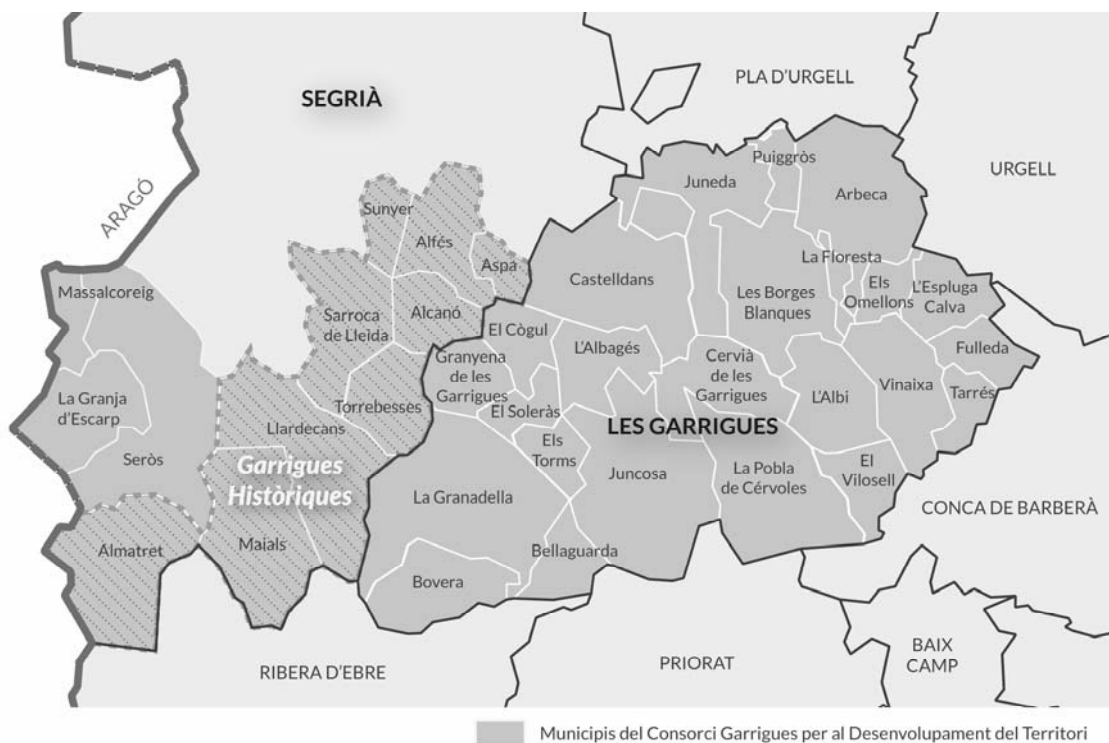 PLA D'URGELL
SEGRIÀ
URGELL
ARAGÓ
Puiggròs
Juneda
Arbeca
Sunyer
Alfés
Aspa
La Floresta
Castelldans
Massalcoreig
Els
Omellons
L'Espluga
Calva
Les Borges
Blanques
Sarroca
de Lleida
Alcanó
El Cògul
L'Albagés
Fulleda
Granyena
de les
Garrigues
Cervià
de les
Garrigues
Vinaixa
Tarrés
La Granja
d'Escarp
Torrebesses
L'Albi
El Soleràs
Llardecans
LES GARRIGUES
Els
Torms
Seròs
Garrigues
Històriques
Juncosa
La Pobla
de Cérvoles
El
Vilosell
La Granadella
CONCA DE BARBERÀ
Almatret
Maials
Bellaguarda
Bovera
RIBERA D'EBRE
PRIORAT
BAIX
CAMP
Municipis del Consorci Garrigues per al Desenvolupament del Territori